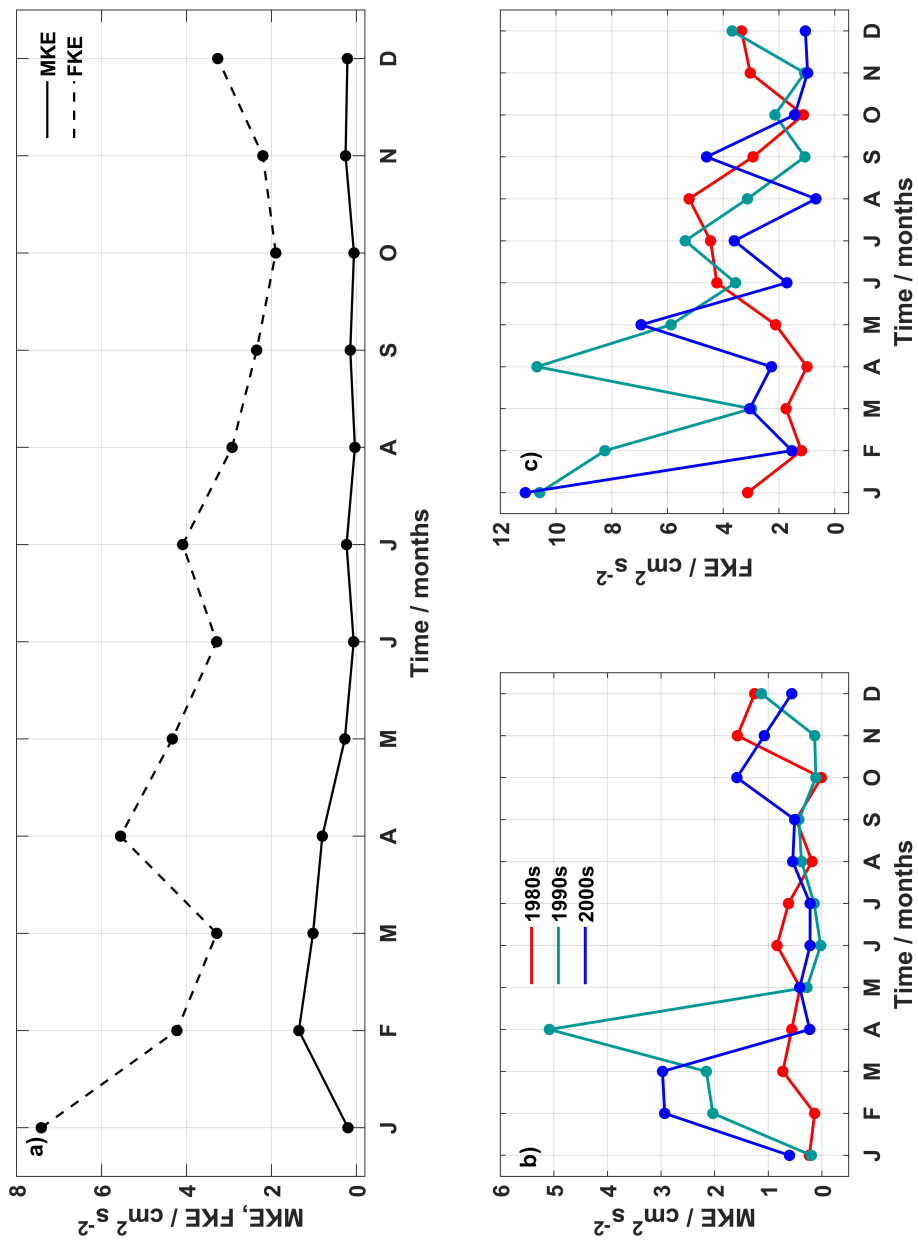 a)
MKE
FKE
8
6
4
2
0
MKE, FKE / cm² s⁻²
J F M A M J J A S O N D
Time / months
b)
1980s
1990s
2000s
6
5
4
3
2
1
0
MKE / cm² s⁻²
J F M A M J J A S O N D
Time / months
c)
12
10
8
6
4
2
0
FKE / cm² s⁻²
J F M A M J J A S O N D
Time / months